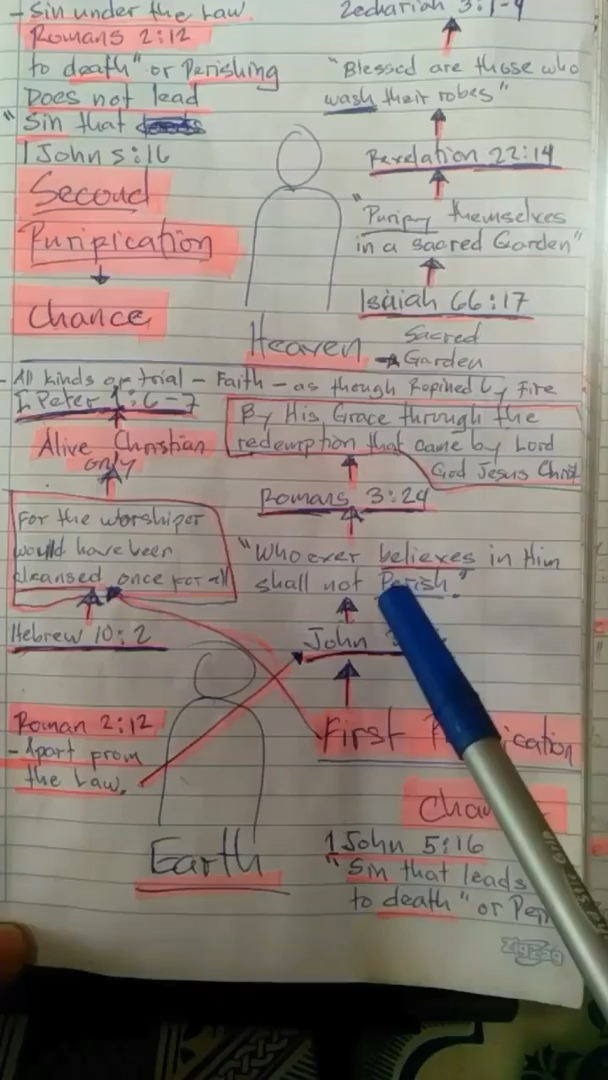 - Sin under the Law
Romans 2:12
to death" or Perishing
Does not lead
"Sin that
1 John 5:16
Second
Purification
Chance
Zechariah 3:1-4
"Blessed are those who
wash their robes"
Revelation 22:14
"Purify themselves
in a sacred Garden"
Isaiah 66:17
Heaven
Sacred
Garden
- All kinds of trial - Faith - as though Refined by Fire
I Peter 1:6-7
Alive Christian
only
By His Grace through the
redemption that came by Lord
God Jesus Christ
Romans 3:24
For the worshiper
would have been
cleansed once for all
Hebrew 10:2
"Who ever believes in Him
shall not Perish."
John
Roman 2:12
- Apart from
the Law.
First
Earth
1 John 5:16
"Sin that leads
to death" or
zigzag